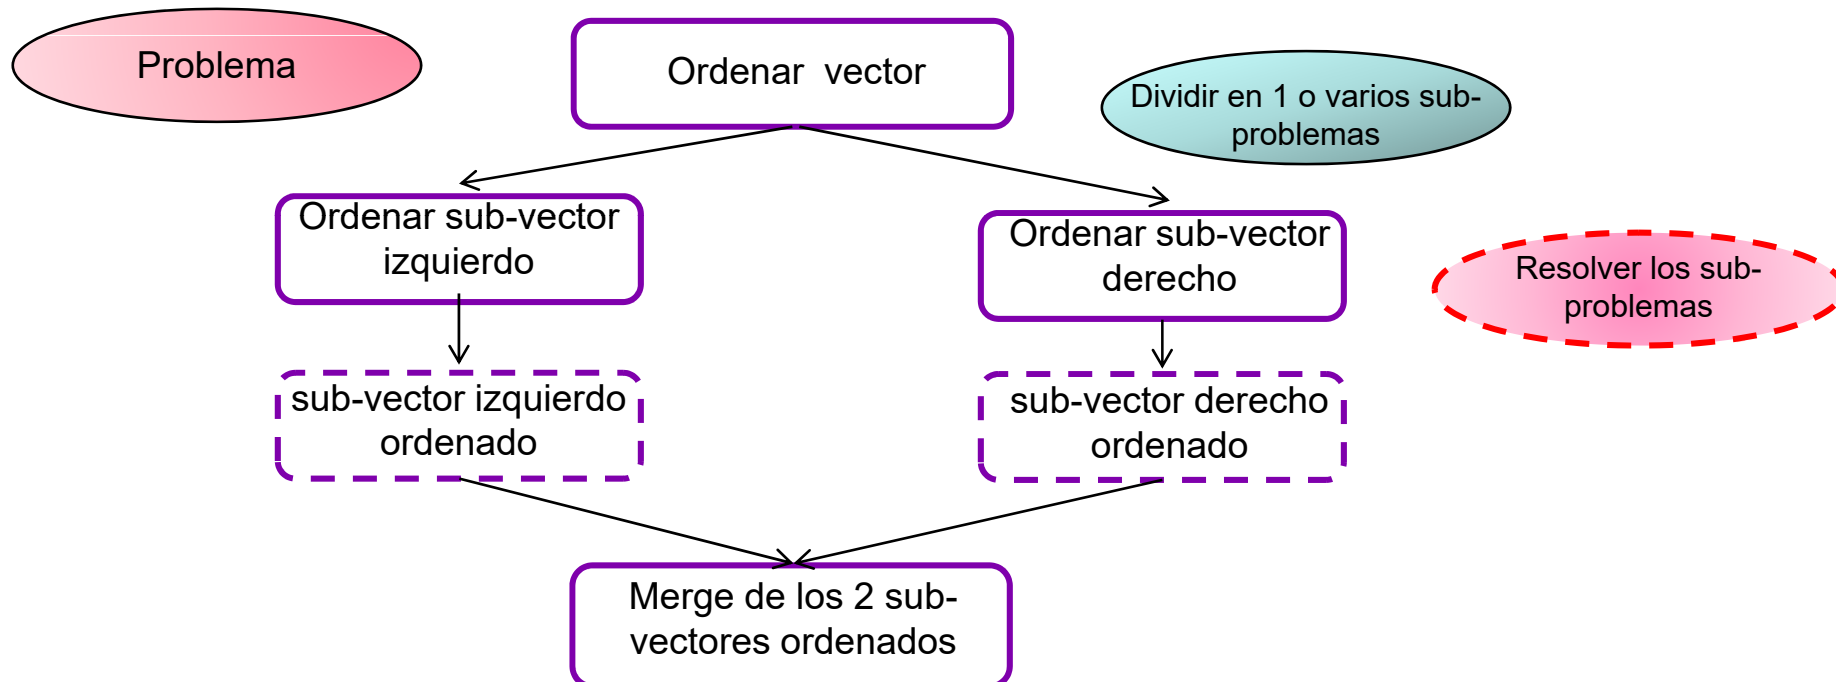 Problema
Ordenar vector
Dividir en 1 o varios sub-
problemas
Ordenar sub-vector
izquierdo
Ordenar sub-vector
derecho
Resolver los sub-
problemas
sub-vector izquierdo
ordenado
sub-vector derecho
ordenado
Merge de los 2 sub-
vectores ordenados